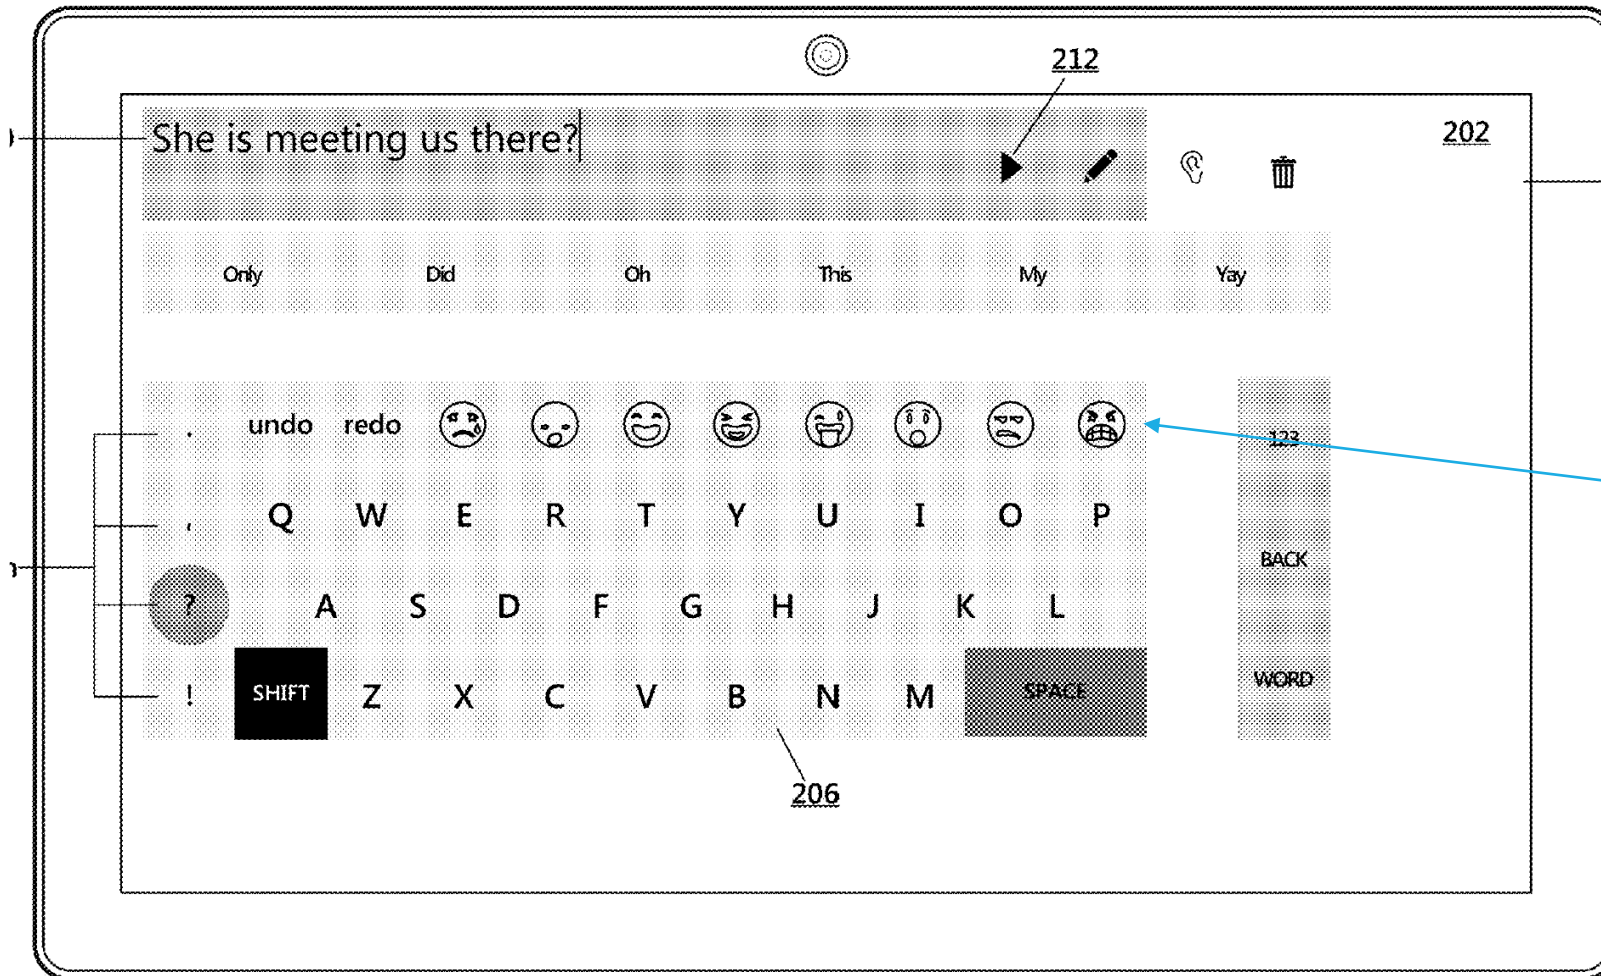 212
She is meeting us there?
202
Only Did Oh This My Yay
. undo redo
123
, Q W E R T Y U I O P
BACK
? A S D F G H J K L
! SHIFT Z X C V B N M SPACE
WORD
206